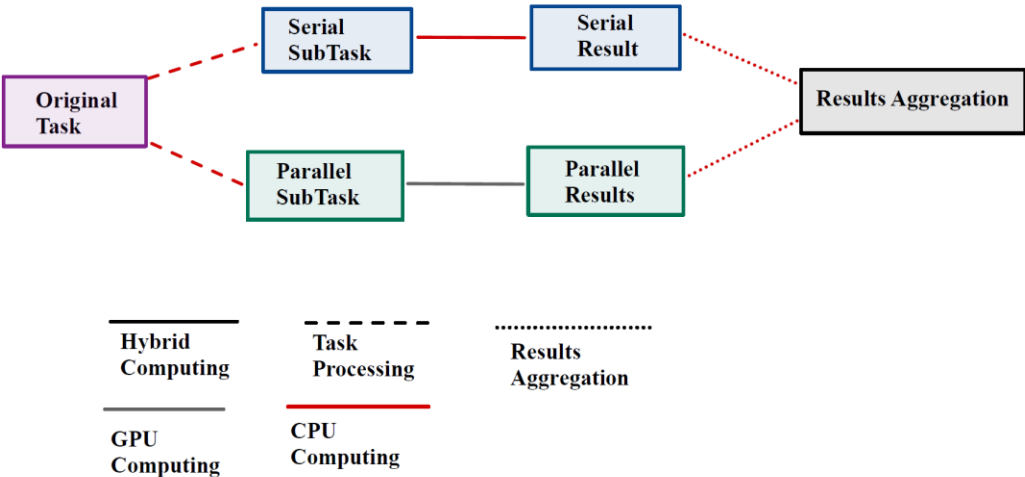 Serial
SubTask
Serial
Result
Original
Task
Results Aggregation
Parallel
SubTask
Parallel
Results
Hybrid
Computing
Task
Processing
Results
Aggregation
GPU
Computing
CPU
Computing